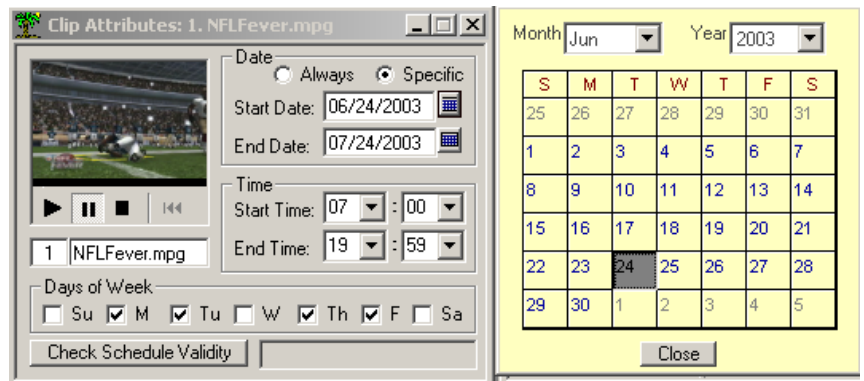 Clip Attributes: 1. NFLFever.mpg
Date
Always Specific
Start Date: 06/24/2003
End Date: 07/24/2003
Time
Start Time: 07 : 00
End Time: 19 : 59
1 NFLFever.mpg
Days of Week
Su M Tu W Th F Sa
Check Schedule Validity
Month Jun Year 2003
S M T W T F S
25 26 27 28 29 30 31
1 2 3 4 5 6 7
8 9 10 11 12 13 14
15 16 17 18 19 20 21
22 23 24 25 26 27 28
29 30 1 2 3 4 5
Close